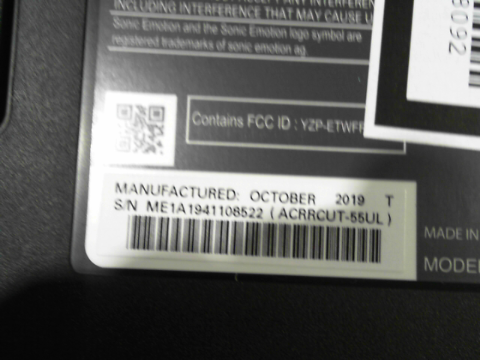 INCLUDING INTERFERENCE THAT MAY CAUSE
Sonic Emotion and the Sonic Emotion logo symbol are
registered trademarks of sonic emotion ag.
8092
Contains FCC ID : YZP-ETWF
MANUFACTURED: OCTOBER 2019 T
S/N ME1A1941108522 (ACRRCUT-55UL)
MADE IN
MODE